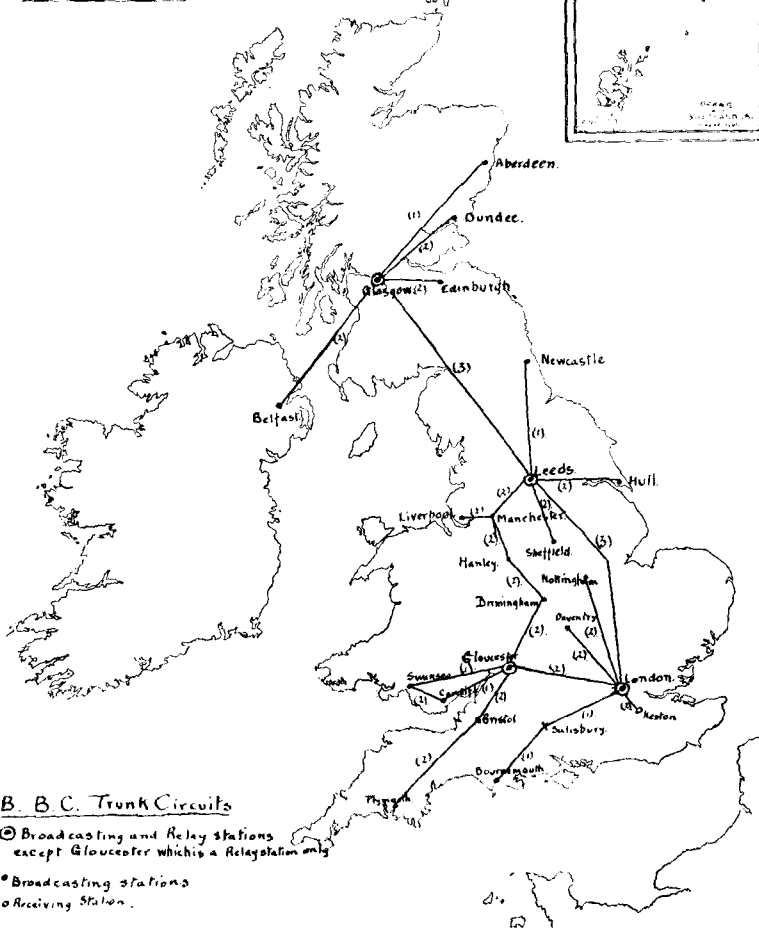 Aberdeen.
(1)
Dundee.
(2)
Glasgow (2) Edinburgh
(2)
(3)
Newcastle
Belfast.
(1)
Leeds.
(2)
Hull.
(2)
Liverpool (2) Manchester.
(2)
(2)
Sheffield.
(3)
Hanley.
(2)
Nottingham
Birmingham
Daventry
(2)
(2)
(2)
Gloucester
(2)
Swansea
(1)
Cardiff
(1)
(2)
(2)
London.
Keston
Bristol
(1)
Salisbury.
(2)
(1)
Bournemouth
Plymouth
B. B. C. Trunk Circuits
Broadcasting and Relay stations
except Gloucester which is a Relay station only
Broadcasting stations
Receiving Station.